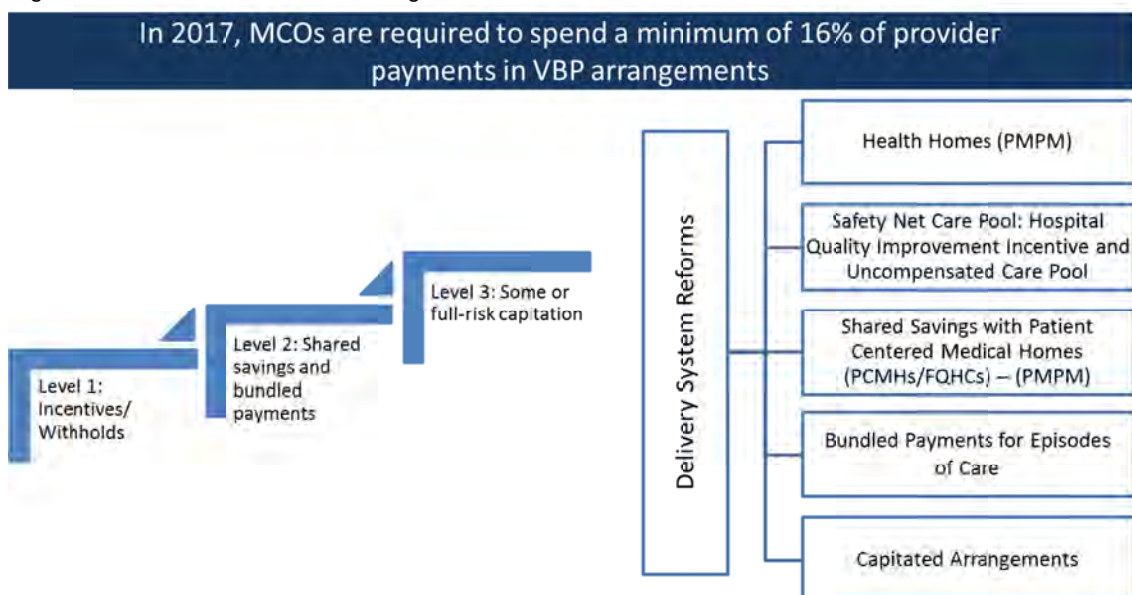 In 2017, MCOs are required to spend a minimum of 16% of provider
payments in VBP arrangements
Level 1:
Incentives/
Withholds
Level 2: Shared
savings and
bundled
payments
Level 3: Some or
full-risk capitation
Delivery System Reforms
Health Homes (PMPM)
Safety Net Care Pool: Hospital
Quality Improvement Incentive and
Uncompensated Care Pool
Shared Savings with Patient
Centered Medical Homes
(PCMHs/FQHCs) – (PMPM)
Bundled Payments for Episodes
of Care
Capitated Arrangements